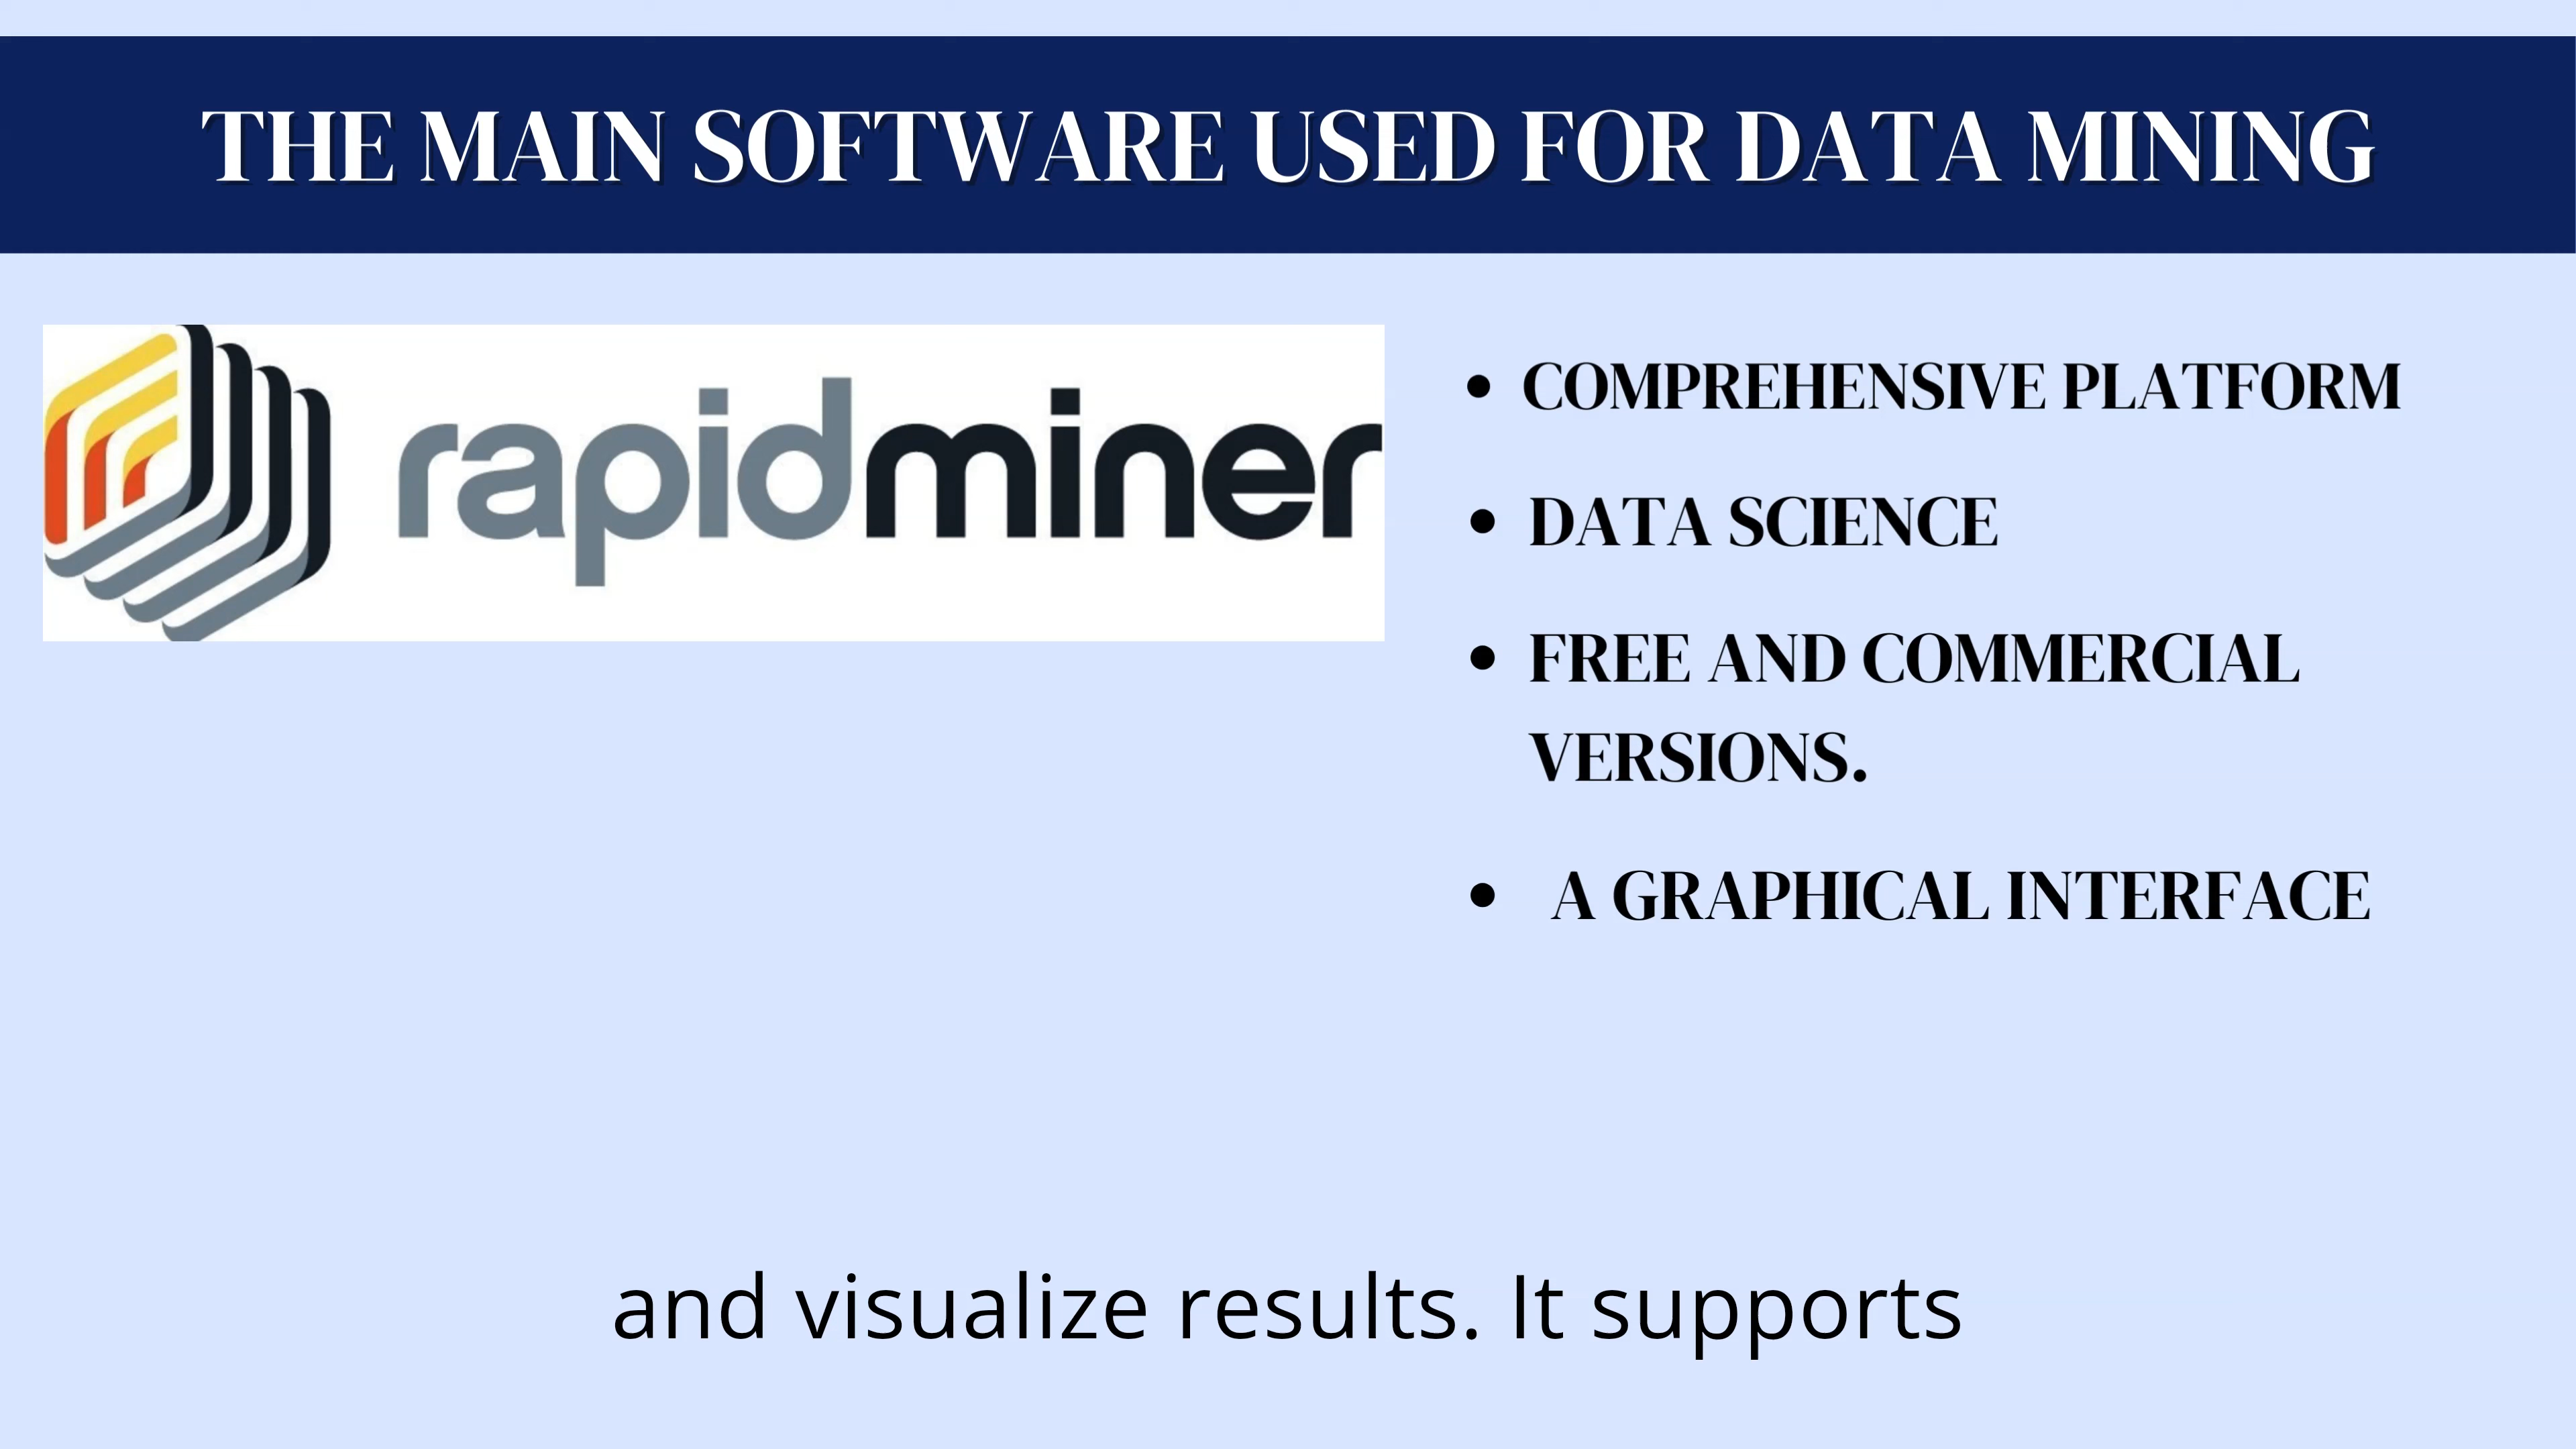 THE MAIN SOFTWARE USED FOR DATA MINING
rapidminer
• COMPREHENSIVE PLATFORM
• DATA SCIENCE
• FREE AND COMMERCIAL
VERSIONS.
• A GRAPHICAL INTERFACE
and visualize results. It supports